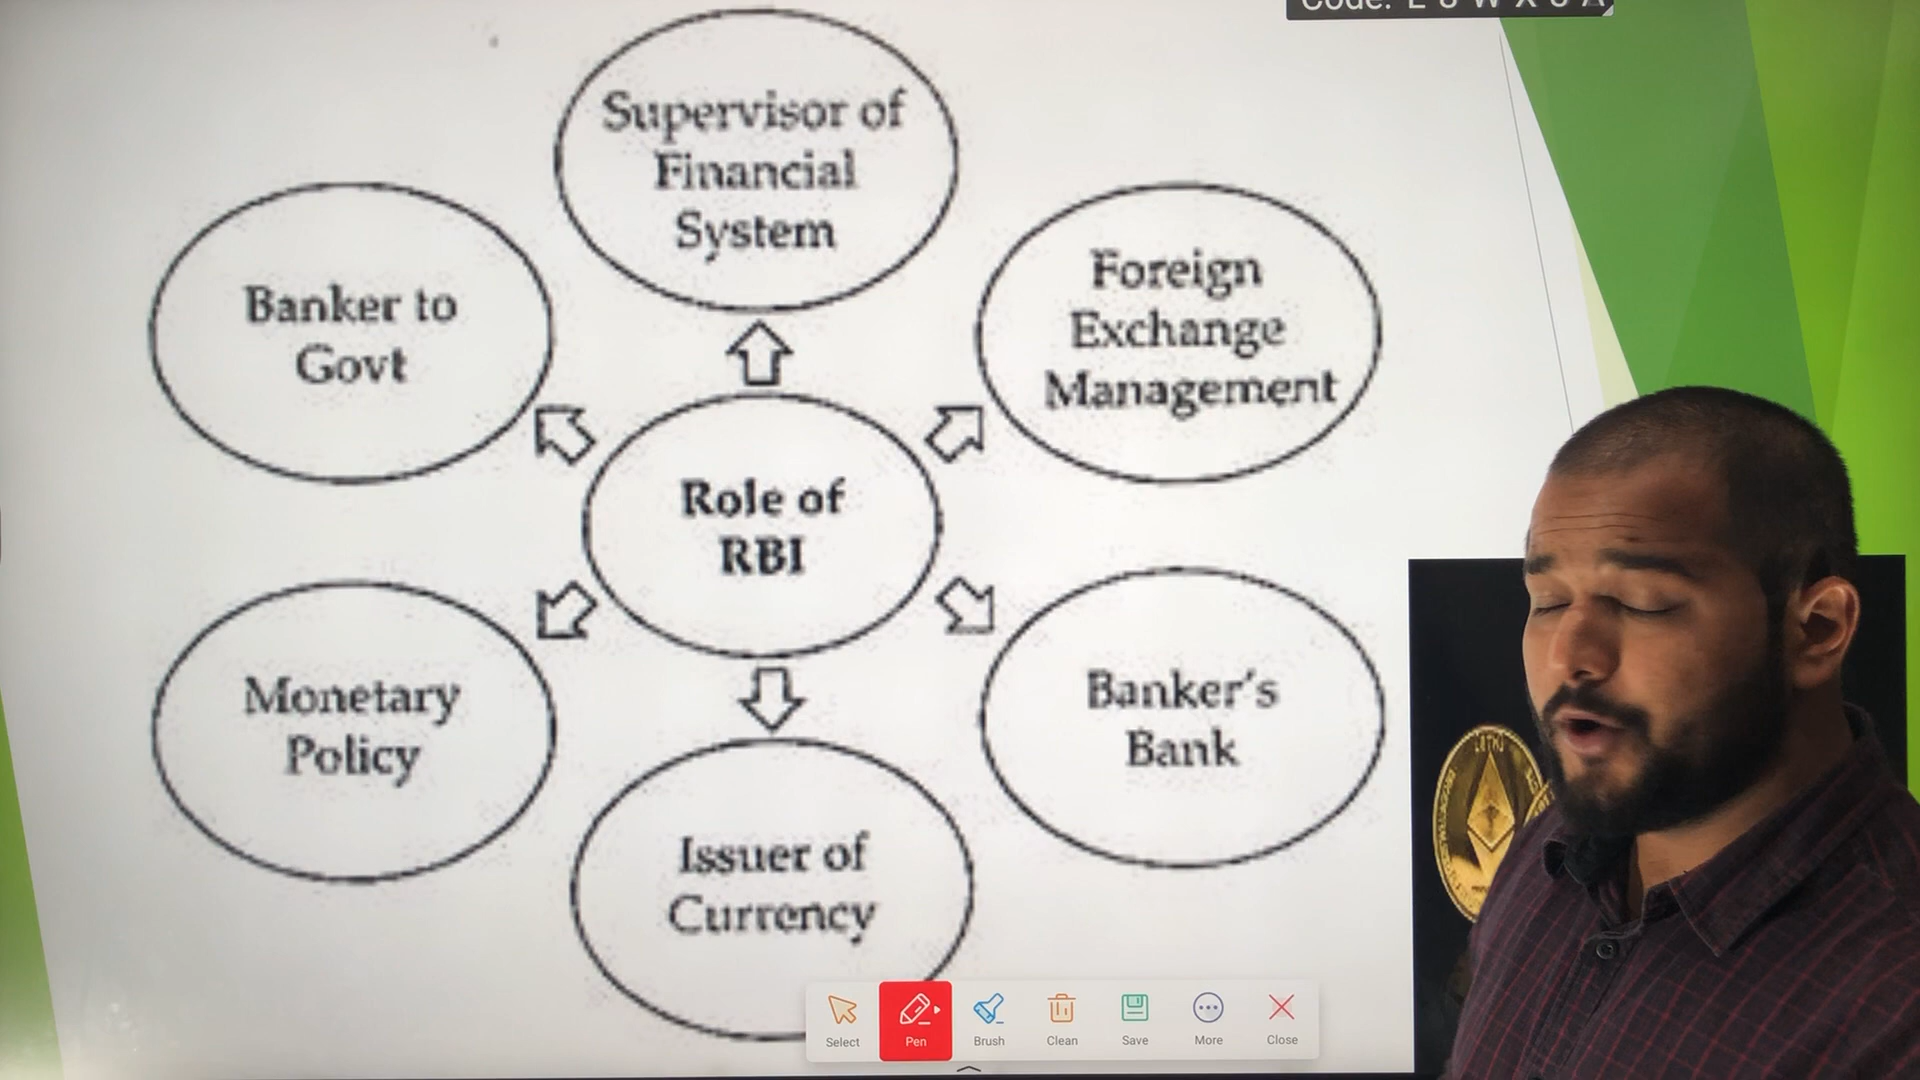 Supervisor of
Financial
System
Banker to
Govt
Foreign
Exchange
Management
Role of
RBI
Monetary
Policy
Banker's
Bank
Issuer of
Currency
Select
Pen
Brush
Clean
Save
More
Close